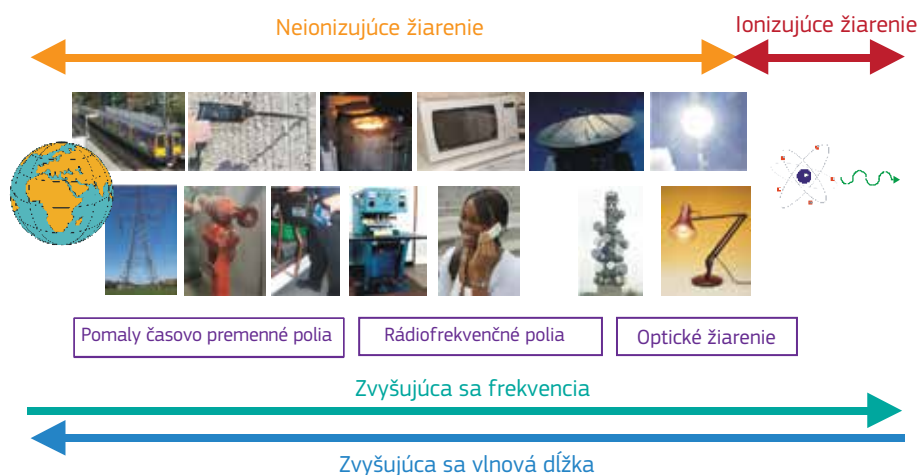 Neionizujúce žiarenie
Ionizujúce žiarenie
Pomaly časovo premenné polia
Rádiofrekvenčné polia
Optické žiarenie
Zvyšujúca sa frekvencia
Zvyšujúca sa vlnová dĺžka